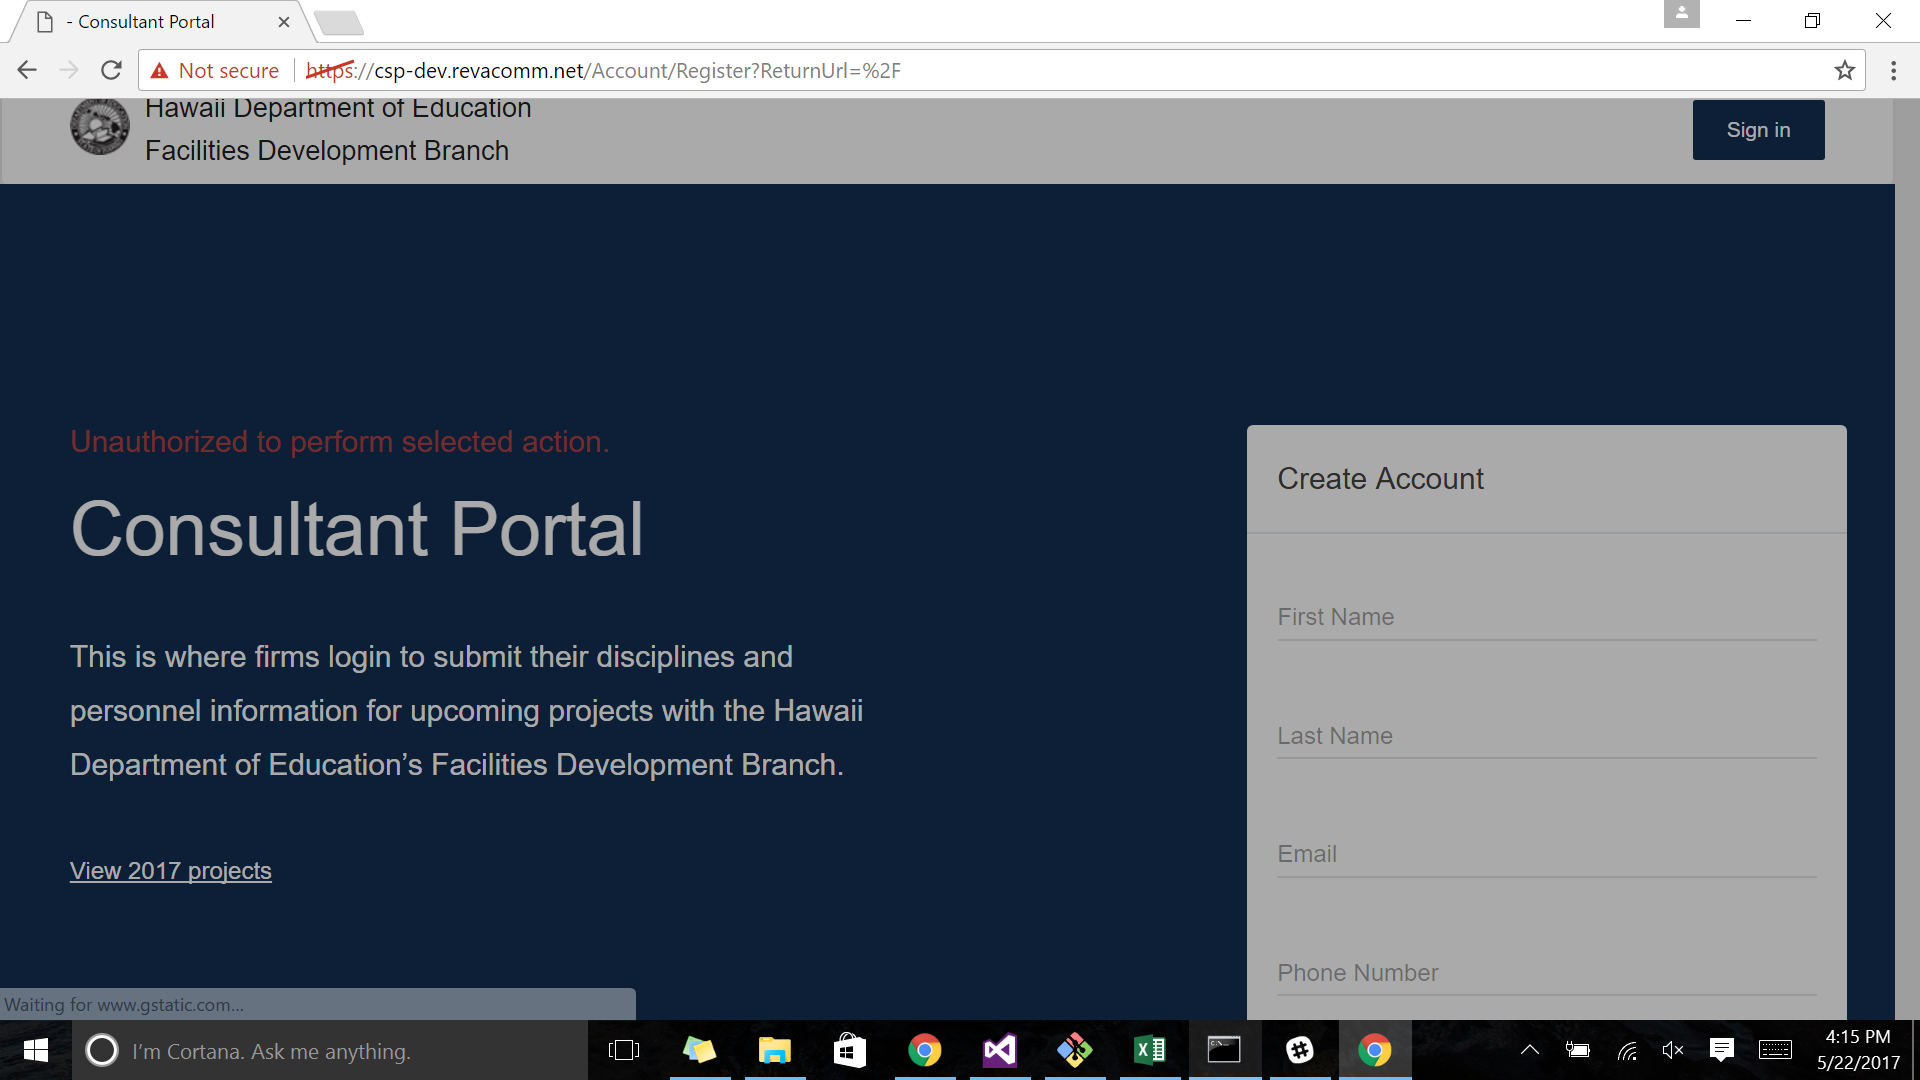 - Consultant Portal
Not secure
https://csp-dev.revacomm.net/Account/Register?ReturnUrl=%2F
Hawaii Department of Education
Facilities Development Branch
Sign in
Unauthorized to perform selected action.
Consultant Portal
This is where firms login to submit their disciplines and
personnel information for upcoming projects with the Hawaii
Department of Education’s Facilities Development Branch.
View 2017 projects
Create Account
First Name
Last Name
Email
Phone Number
Waiting for www.gstatic.com...
I’m Cortana. Ask me anything.
4:15 PM
5/22/2017